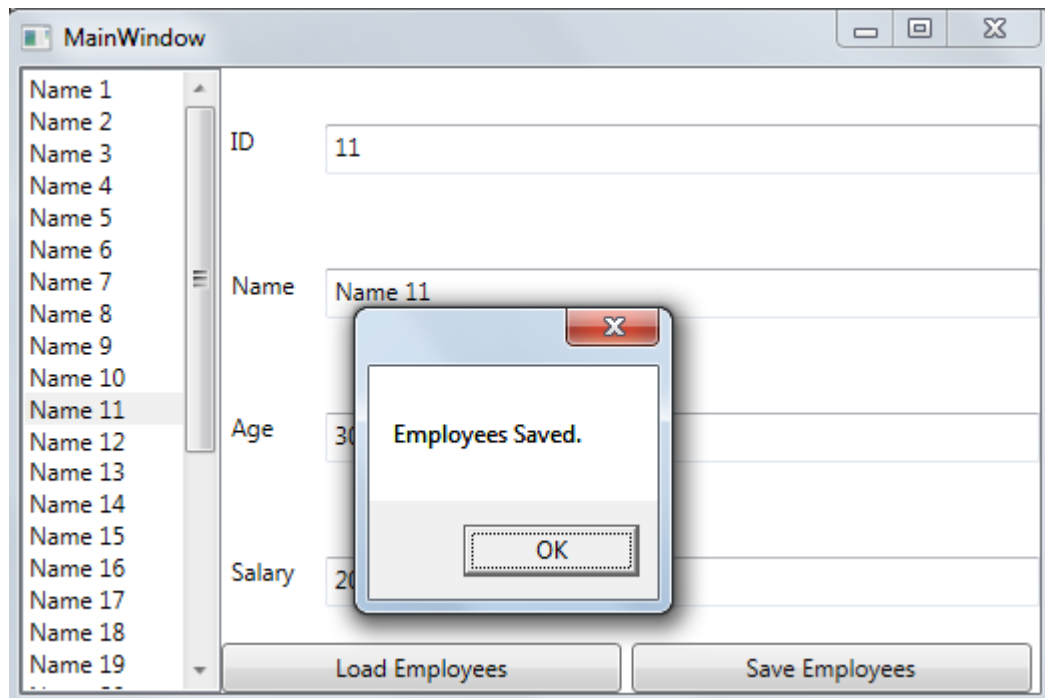 MainWindow
Name 1
Name 2
Name 3
Name 4
Name 5
Name 6
Name 7
Name 8
Name 9
Name 10
Name 11
Name 12
Name 13
Name 14
Name 15
Name 16
Name 17
Name 18
Name 19
ID
11
Name
Name 11
Age
30
Salary
Employees Saved.
OK
Load Employees
Save Employees